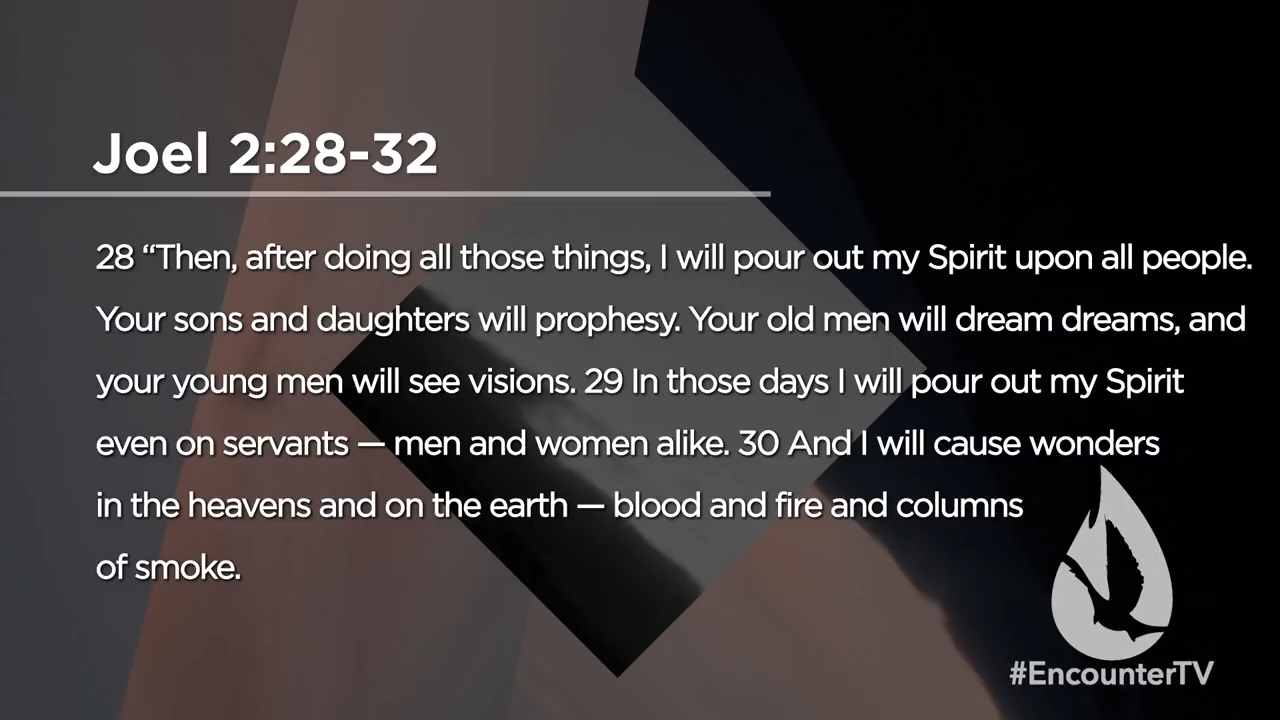 Joel 2:28-32
28 “Then, after doing all those things, I will pour out my Spirit upon all people.
Your sons and daughters will prophesy. Your old men will dream dreams, and
your young men will see visions. 29 In those days I will pour out my Spirit
even on servants — men and women alike. 30 And I will cause wonders
in the heavens and on the earth — blood and fire and columns
of smoke.
#EncounterTV